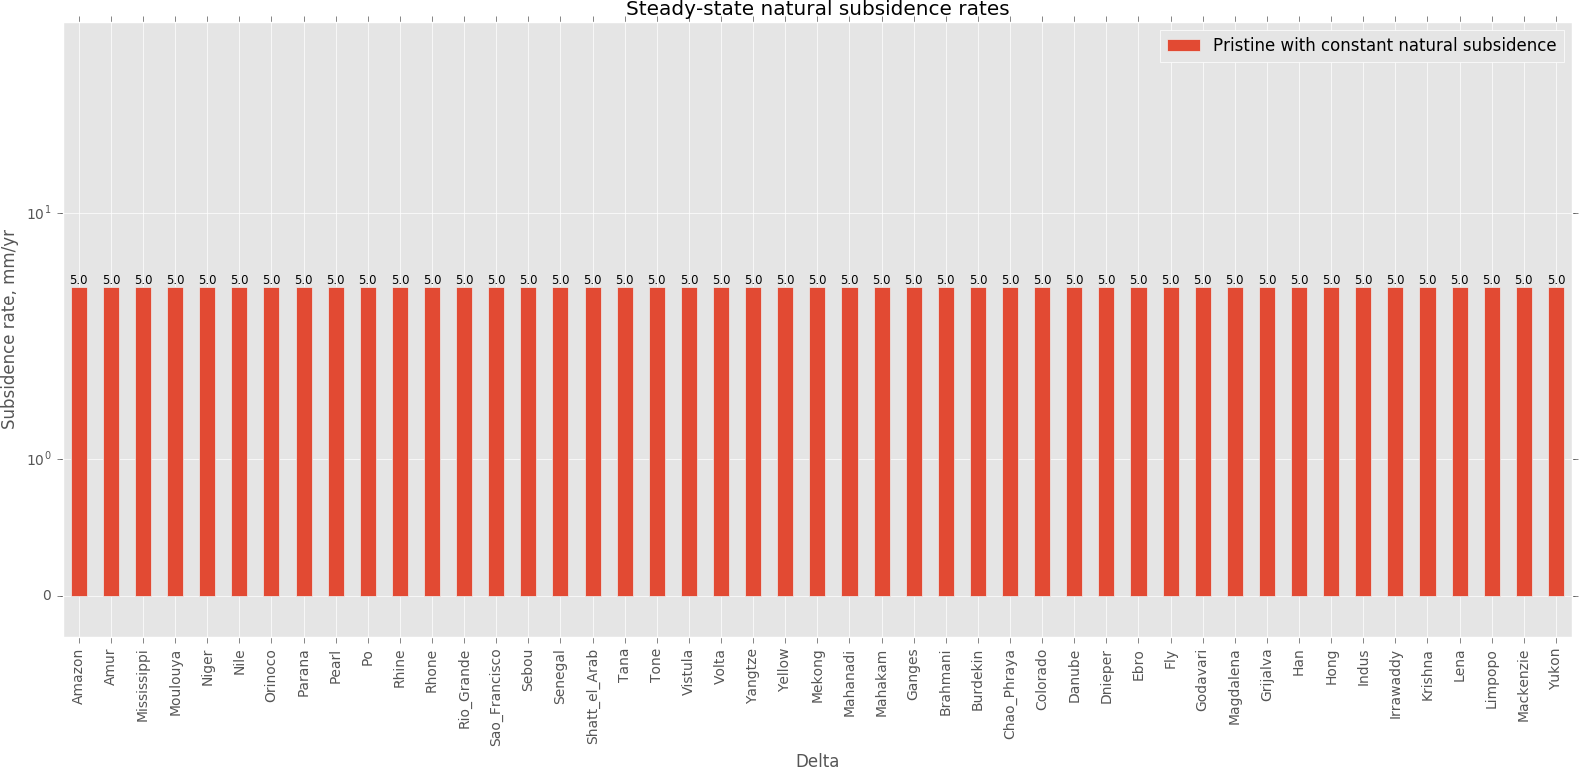 Steady-state natural subsidence rates
Pristine with constant natural subsidence
Subsidence rate, mm/yr
10^1
10^0
0
5.0 5.0 5.0 5.0 5.0 5.0 5.0 5.0 5.0 5.0 5.0 5.0 5.0 5.0 5.0 5.0 5.0 5.0 5.0 5.0 5.0 5.0 5.0 5.0 5.0 5.0 5.0 5.0 5.0 5.0 5.0 5.0 5.0 5.0 5.0 5.0 5.0 5.0 5.0 5.0 5.0 5.0 5.0 5.0 5.0 5.0 5.0
Amazon
Amur
Mississippi
Moulouya
Niger
Nile
Orinoco
Parana
Pearl
Po
Rhine
Rhone
Rio_Grande
Sao_Francisco
Sebou
Senegal
Shatt_el_Arab
Tana
Tone
Vistula
Volta
Yangtze
Yellow
Mekong
Mahanadi
Mahakam
Ganges
Brahmani
Burdekin
Chao_Phraya
Colorado
Danube
Dnieper
Ebro
Fly
Godavari
Magdalena
Grijalva
Han
Hong
Indus
Irrawaddy
Krishna
Lena
Limpopo
Mackenzie
Yukon
Delta